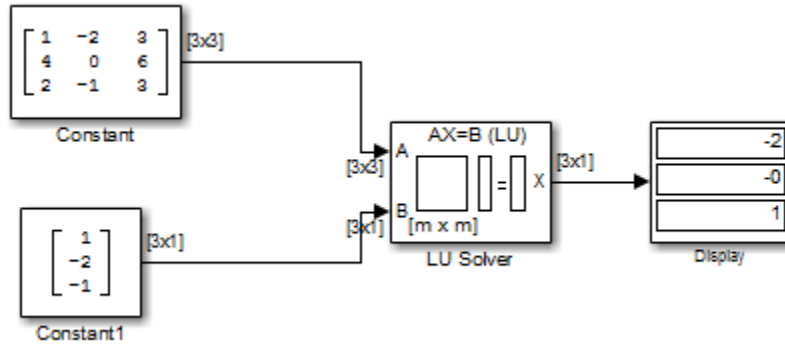 1 -2 3
4 0 6
2 -1 3
[3x3]
Constant
1
-2
-1
[3x1]
Constant1
AX=B (LU)
[3x3]
A
[3x1]
B
=
X
[m x m]
LU Solver
[3x1]
-2
-0
1
Display